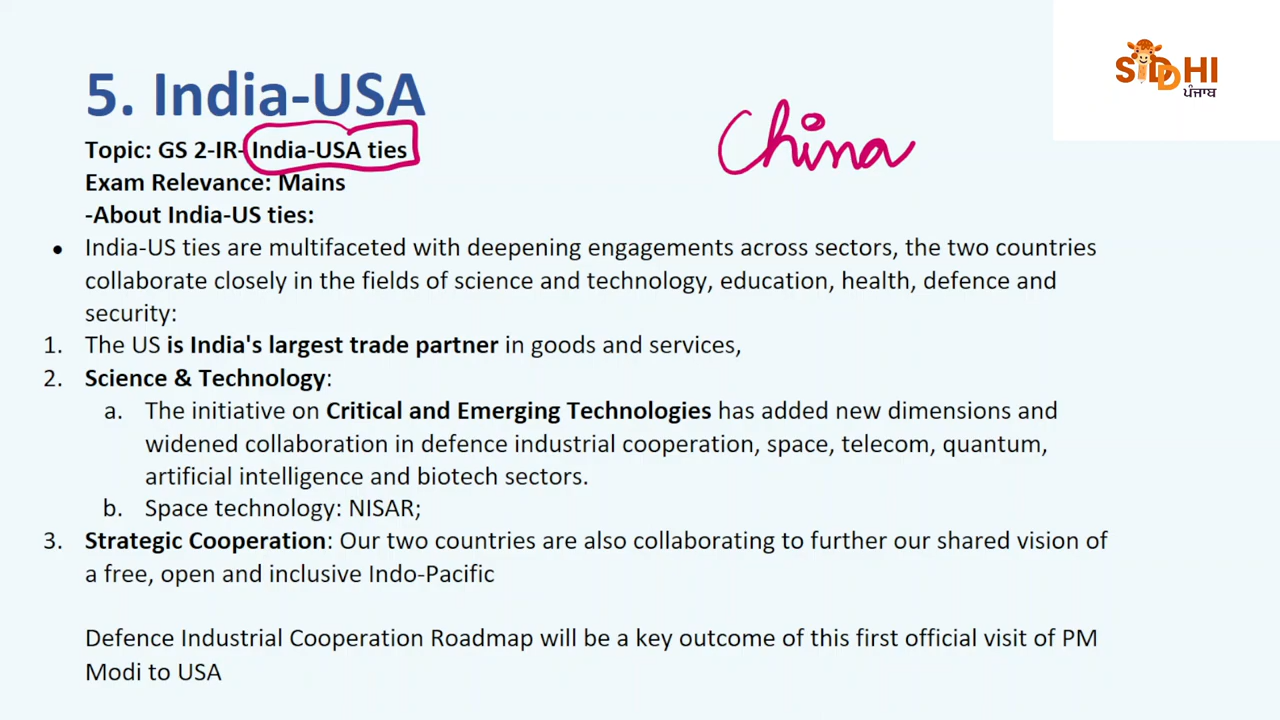 SIDDHI
ਪੰਜਾਬ
5. India-USA
China
Topic: GS 2-IR- India-USA ties
Exam Relevance: Mains
-About India-US ties:
• India-US ties are multifaceted with deepening engagements across sectors, the two countries
collaborate closely in the fields of science and technology, education, health, defence and
security:
1. The US is India's largest trade partner in goods and services,
2. Science & Technology:
a. The initiative on Critical and Emerging Technologies has added new dimensions and
widened collaboration in defence industrial cooperation, space, telecom, quantum,
artificial intelligence and biotech sectors.
b. Space technology: NISAR;
3. Strategic Cooperation: Our two countries are also collaborating to further our shared vision of
a free, open and inclusive Indo-Pacific
Defence Industrial Cooperation Roadmap will be a key outcome of this first official visit of PM
Modi to USA